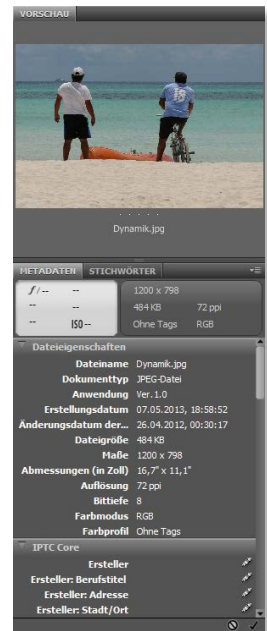 VORSCHAU
Dynamik.jpg
METADATEN STICHWÖRTER
ƒ/-- --
-- --
-- ISO--
1200 x 798
484 KB 72 ppi
Ohne Tags RGB
Dateieigenschaften
Dateiname Dynamik.jpg
Dokumenttyp JPEG-Datei
Anwendung Ver.1.0
Erstellungsdatum 07.05.2013, 18:58:52
Änderungsdatum der... 26.04.2012, 00:30:17
Dateigröße 484 KB
Maße 1200 x 798
Abmessungen (in Zoll) 16,7" x 11,1"
Auflösung 72 ppi
Bittiefe 8
Farbmodus RGB
Farbprofil Ohne Tags
IPTC Core
Ersteller
Ersteller: Berufstitel
Ersteller: Adresse
Ersteller: Stadt/Ort